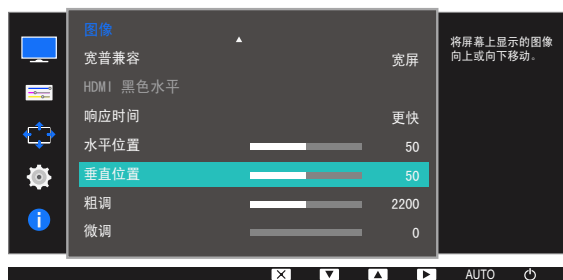 图像
宽普兼容 宽屏
HDMI 黑色水平
响应时间 更快
水平位置 50
垂直位置 50
粗调 2200
微调 0
将屏幕上显示的图像
向上或向下移动。
AUTO